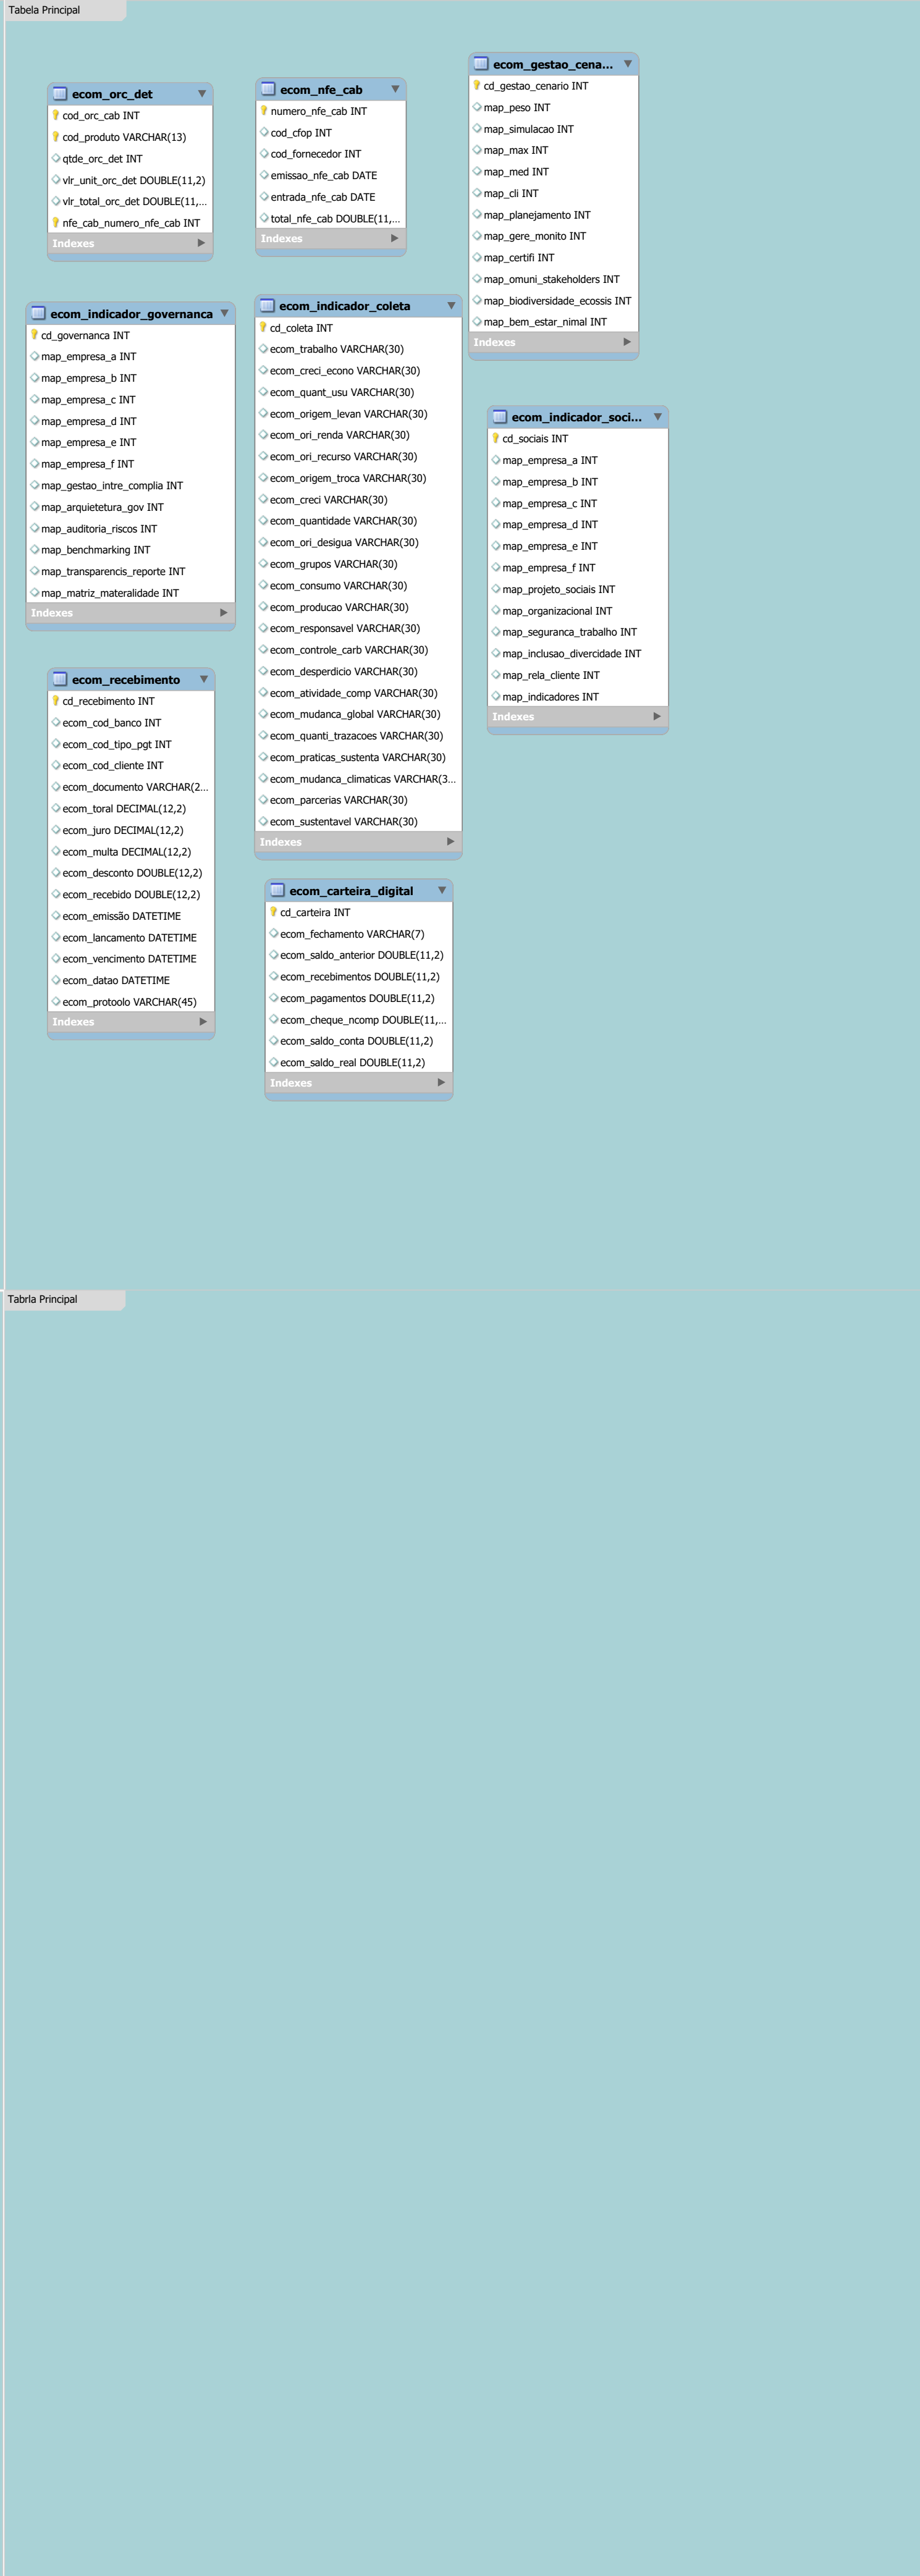 Tabela Principal
ecom_orc_det
cod_orc_cab INT
cod_produto VARCHAR(13)
qtde_orc_det INT
vlr_unit_orc_det DOUBLE(11,2)
vlr_total_orc_det DOUBLE(11,...
nfe_cab_numero_nfe_cab INT
Indexes
ecom_nfe_cab
numero_nfe_cab INT
cod_cfop INT
cod_fornecedor INT
emissao_nfe_cab DATE
entrada_nfe_cab DATE
total_nfe_cab DOUBLE(11,...
Indexes
ecom_gestao_cena...
cd_gestao_cenario INT
map_peso INT
map_simulacao INT
map_max INT
map_med INT
map_cli INT
map_planejamento INT
map_gere_monito INT
map_certifi INT
map_omuni_stakeholders INT
map_biodiversidade_ecossis INT
map_bem_estar_nimal INT
Indexes
ecom_indicador_governanca
cd_governanca INT
map_empresa_a INT
map_empresa_b INT
map_empresa_c INT
map_empresa_d INT
map_empresa_e INT
map_empresa_f INT
map_gestao_intre_complia INT
map_arquietetura_gov INT
map_auditoria_riscos INT
map_benchmarking INT
map_transparencis_reporte INT
map_matriz_materalidade INT
Indexes
ecom_indicador_coleta
cd_coleta INT
ecom_trabalho VARCHAR(30)
ecom_creci_econo VARCHAR(30)
ecom_quant_usu VARCHAR(30)
ecom_origem_levan VARCHAR(30)
ecom_ori_renda VARCHAR(30)
ecom_ori_recurso VARCHAR(30)
ecom_origem_troca VARCHAR(30)
ecom_creci VARCHAR(30)
ecom_quantidade VARCHAR(30)
ecom_ori_desigua VARCHAR(30)
ecom_grupos VARCHAR(30)
ecom_consumo VARCHAR(30)
ecom_producao VARCHAR(30)
ecom_responsavel VARCHAR(30)
ecom_controle_carb VARCHAR(30)
ecom_desperdicio VARCHAR(30)
ecom_atividade_comp VARCHAR(30)
ecom_mudanca_global VARCHAR(30)
ecom_quanti_trazacoes VARCHAR(30)
ecom_praticas_sustenta VARCHAR(30)
ecom_mudanca_climaticas VARCHAR(3...
ecom_parcerias VARCHAR(30)
ecom_sustentavel VARCHAR(30)
Indexes
ecom_indicador_soci...
cd_sociais INT
map_empresa_a INT
map_empresa_b INT
map_empresa_c INT
map_empresa_d INT
map_empresa_e INT
map_empresa_f INT
map_projeto_sociais INT
map_organizacional INT
map_seguranca_trabalho INT
map_inclusao_divercidade INT
map_rela_cliente INT
map_indicadores INT
Indexes
ecom_recebimento
cd_recebimento INT
ecom_cod_banco INT
ecom_cod_tipo_pgt INT
ecom_cod_cliente INT
ecom_documento VARCHAR(2...
ecom_toral DECIMAL(12,2)
ecom_juro DECIMAL(12,2)
ecom_multa DECIMAL(12,2)
ecom_desconto DOUBLE(12,2)
ecom_recebido DOUBLE(12,2)
ecom_emissão DATETIME
ecom_lancamento DATETIME
ecom_vencimento DATETIME
ecom_datao DATETIME
ecom_protoolo VARCHAR(45)
Indexes
ecom_carteira_digital
cd_carteira INT
ecom_fechamento VARCHAR(7)
ecom_saldo_anterior DOUBLE(11,2)
ecom_recebimentos DOUBLE(11,2)
ecom_pagamentos DOUBLE(11,2)
ecom_cheque_ncomp DOUBLE(11,...
ecom_saldo_conta DOUBLE(11,2)
ecom_saldo_real DOUBLE(11,2)
Indexes
Tabrla Principal